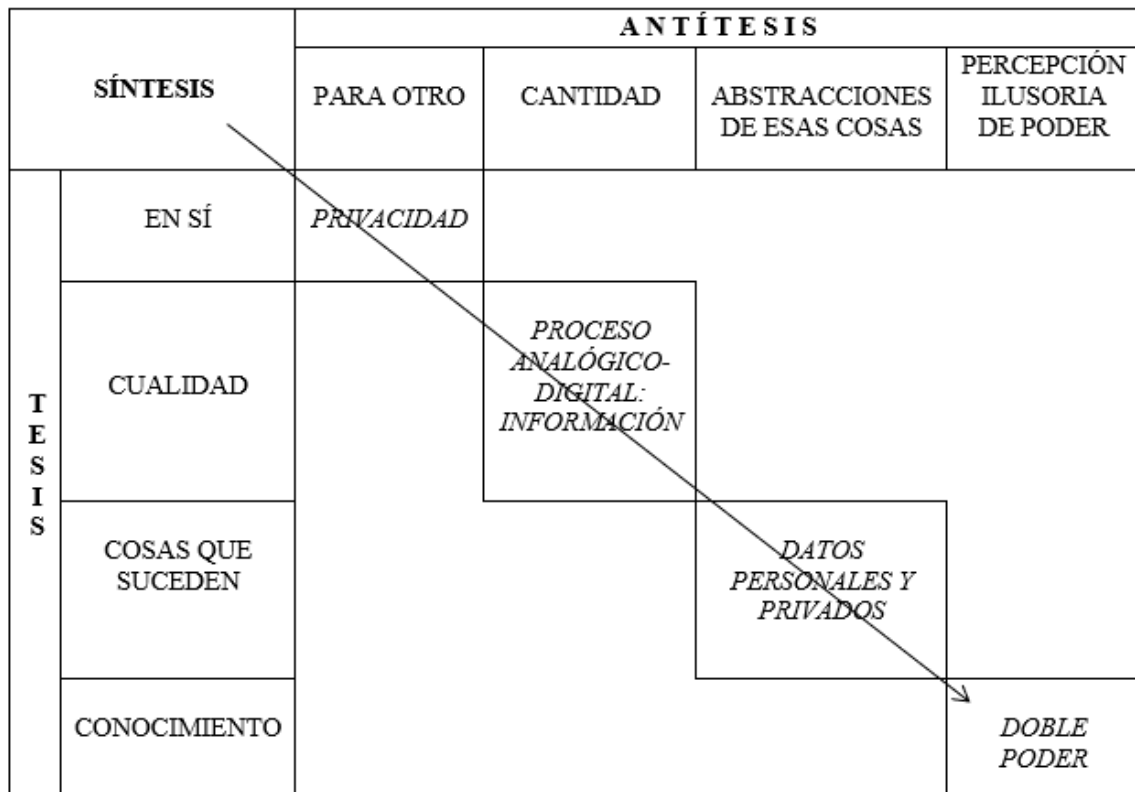 ANTÍTESIS
SÍNTESIS
PARA OTRO
CANTIDAD
ABSTRACCIONES
DE ESAS COSAS
PERCEPCIÓN
ILUSORIA
DE PODER
TESIS
EN SÍ
PRIVACIDAD
CUALIDAD
PROCESO
ANALÓGICO-
DIGITAL:
INFORMACIÓN
COSAS QUE
SUCEDEN
DATOS
PERSONALES Y
PRIVADOS
CONOCIMIENTO
DOBLE
PODER